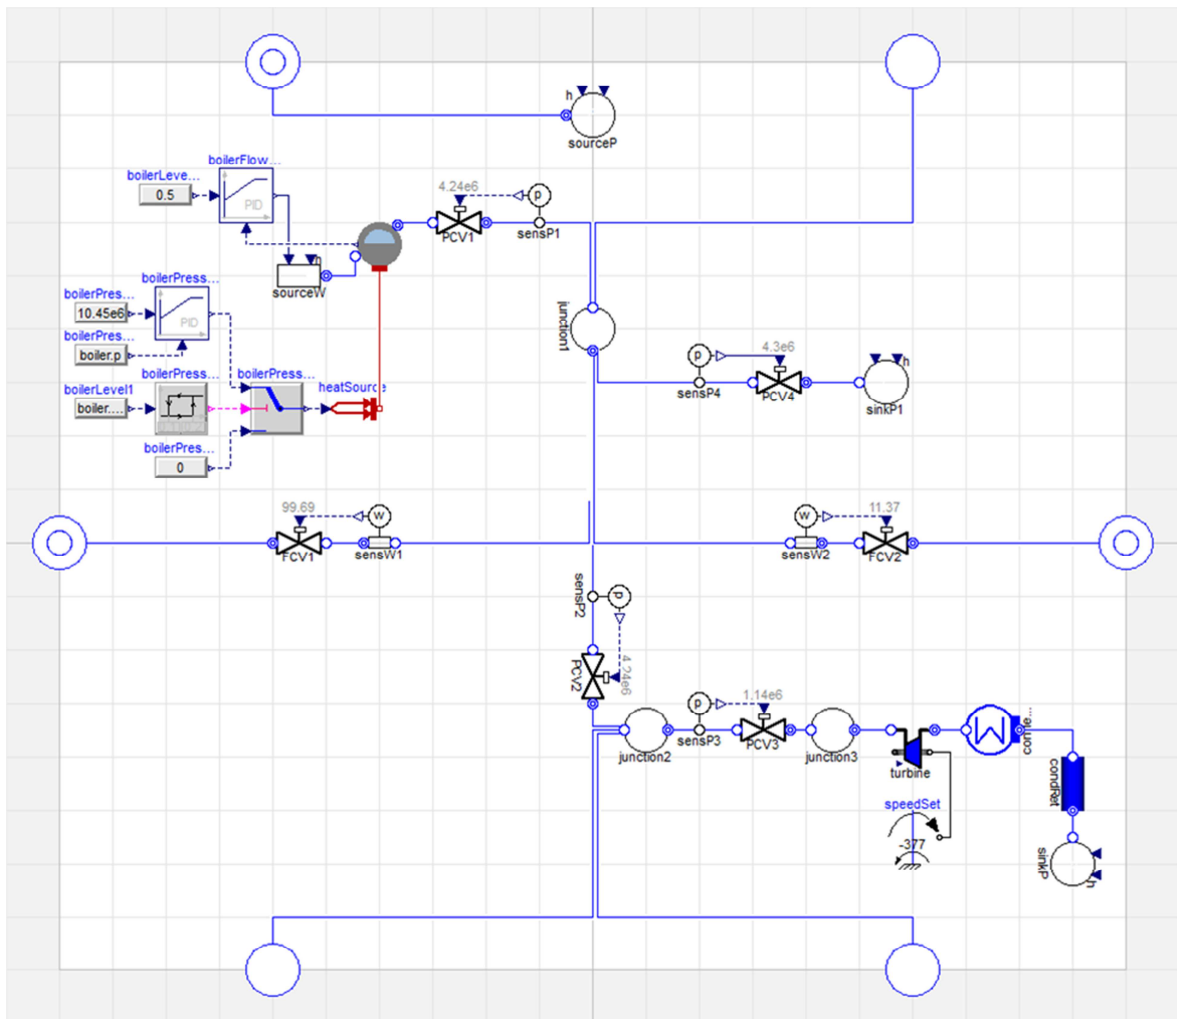 h
sourceP
boilerFlow...
boilerLeve...
0.5
PID
4.24e6
p
PCV1
sensP1
h
sourceW
boilerPress...
boilerPres...
10.45e6
PID
boilerPres...
boiler.p
junction1
p
4.3e6
h
sensP4
PCV4
sinkP1
boilerPress...
boilerPress...
heatSource
boilerLevel1
boiler....
boilerPres...
0
99.69
w
FCV1
sensW1
w
11.37
sensW2
FCV2
sensP2
p
PCV2
4.24e6
p
1.14e6
junction2
sensP3
PCV3
junction3
turbine
condRet
speedSet
-377
sinkP
h